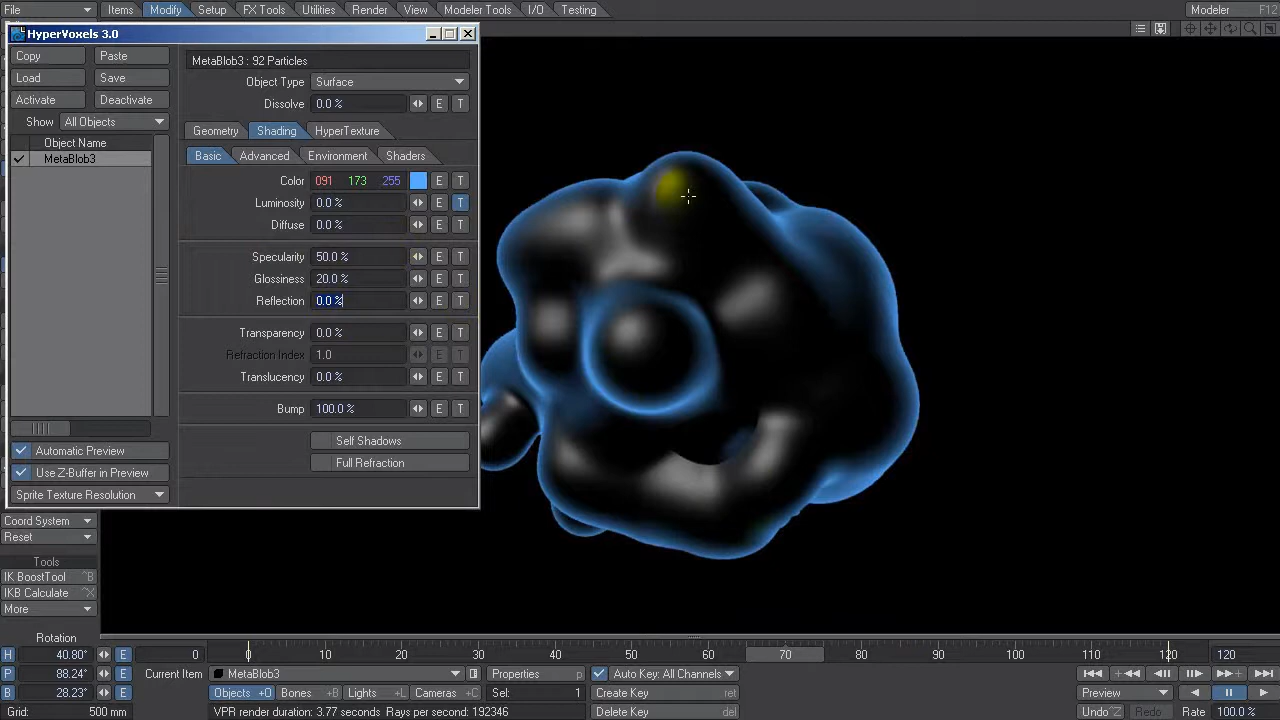 File Items Modify Setup FX Tools Utilities Render View Modeler Tools I/O Testing Modeler F12
HyperVoxels 3.0
Copy Paste
Load Save
Activate Deactivate
Show All Objects
Object Name
MetaBlob3
MetaBlob3 : 92 Particles
Object Type Surface
Dissolve 0.0 % E T
Geometry Shading HyperTexture
Basic Advanced Environment Shaders
Color 091 173 255 E T
Luminosity 0.0 % E T
Diffuse 0.0 % E T
Specularity 50.0 % E T
Glossiness 20.0 % E T
Reflection 0.0 % E T
Transparency 0.0 % E T
Refraction Index 1.0 E T
Translucency 0.0 % E T
Bump 100.0 % E T
Self Shadows
Full Refraction
Automatic Preview
Use Z-Buffer in Preview
Sprite Texture Resolution
Coord System
Reset
Tools
IK BoostTool ^B
IKB Calculate ^X
More
Rotation
H 40.80° E 0 0 10 20 30 40 50 60 70 80 90 100 110 120 120
P 88.24° E Current Item MetaBlob3 Properties p Auto Key: All Channels
B 28.23° E Objects +O Bones +B Lights +L Cameras +C Sel: 1 Create Key ret Preview
Grid: 500 mm VPR render duration: 3.77 seconds Rays per second: 192346 Delete Key del Undo^Z Redo Rate 100.0 %